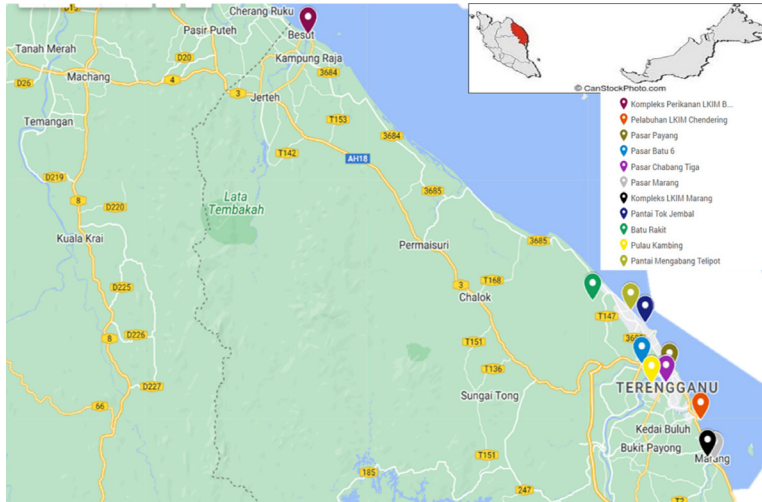 Cherang Ruku
Pasir Puteh
Besut
Tanah Merah
D20
Kampung Raja
3684
D26
Machang
4
3
Jerteh
Temangan
T153
3684
T142
AH18
D219
8
D220
Lata
Tembakah
3685
Kuala Krai
Permaisuri
3685
D225
T168
3
Chalok
T147
8
D226
T151
T136
D227
TERENGGANU
66
Sungai Tong
Kedai Buluh
Bukit Payong
Marang
T151
185
247
© CanStockPhoto.com
Kompleks Perikanan LKIM B...
Pelabuhan LKIM Chendering
Pasar Payang
Pasar Batu 6
Pasar Chabang Tiga
Pasar Marang
Kompleks LKIM Marang
Pantai Tok Jembal
Batu Rakit
Pulau Kambing
Pantai Mengabang Telipot